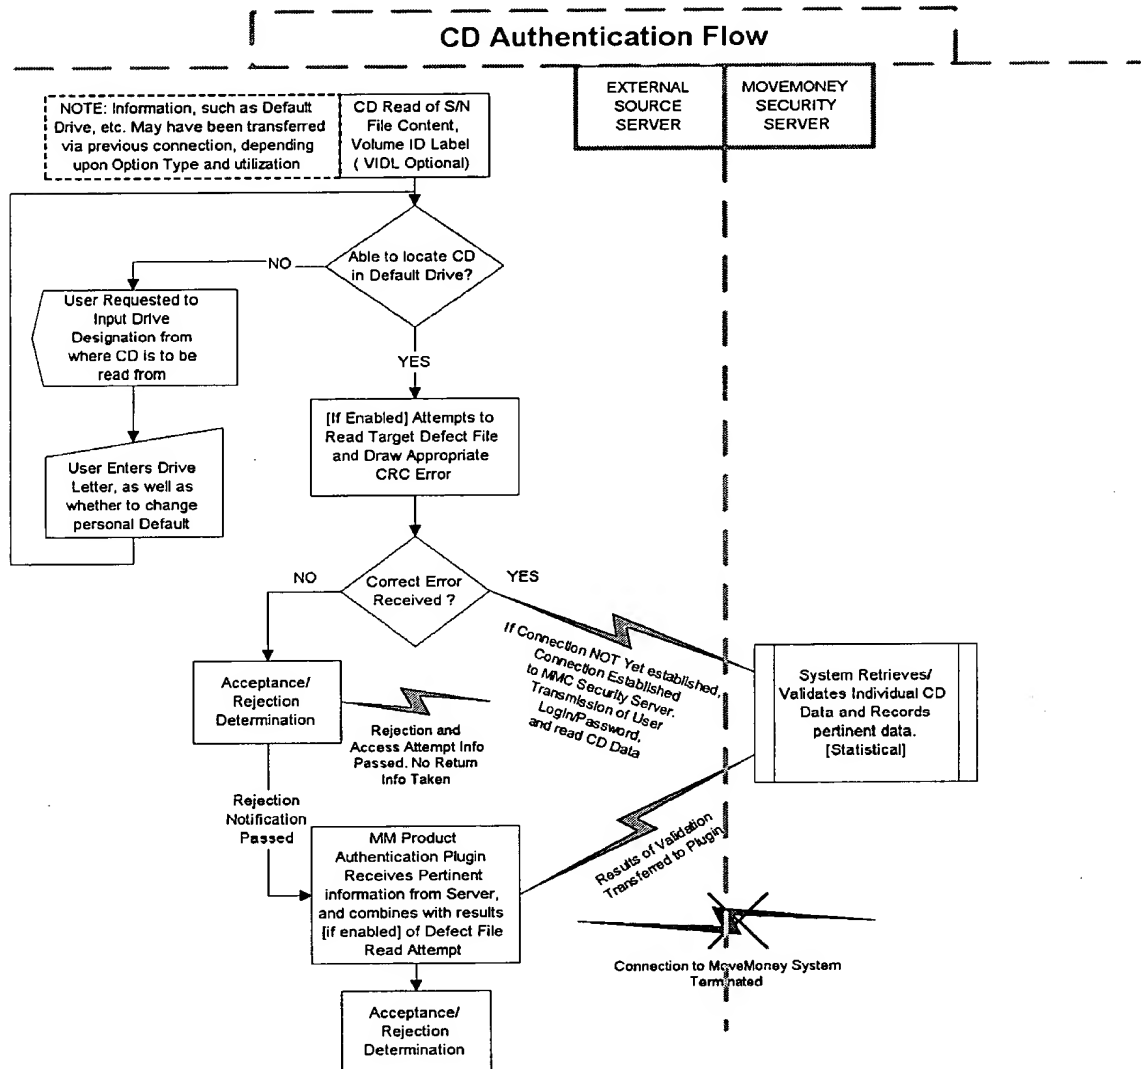 CD Authentication Flow
EXTERNAL
SOURCE
SERVER
MOVEMONEY
SECURITY
SERVER
NOTE: Information, such as Default
Drive, etc. May have been transferred
via previous connection, depending
upon Option Type and utilization
CD Read of S/N
File Content,
Volume ID Label
( VIDL Optional)
Able to locate CD
in Default Drive?
NO
User Requested to
Input Drive
Designation from
where CD is to be
read from
YES
[If Enabled] Attempts to
Read Target Defect File
and Draw Appropriate
CRC Error
User Enters Drive
Letter, as well as
whether to change
personal Default
NO
Correct Error
Received ?
YES
If Connection NOT Yet established,
Connection Established
to MMC Security Server.
Transmission of User
Login/Password,
and read CD Data
System Retrieves/
Validates Individual CD
Data and Records
pertinent data.
[Statistical]
Acceptance/
Rejection
Determination
Rejection and
Access Attempt Info
Passed. No Return
Info Taken
Rejection
Notification
Passed
MM Product
Authentication Plugin
Receives Pertinent
information from Server,
and combines with results
[if enabled] of Defect File
Read Attempt
Results of Validation
Transferred to Plugin
Connection to MoveMoney System
Terminated
Acceptance/
Rejection
Determination